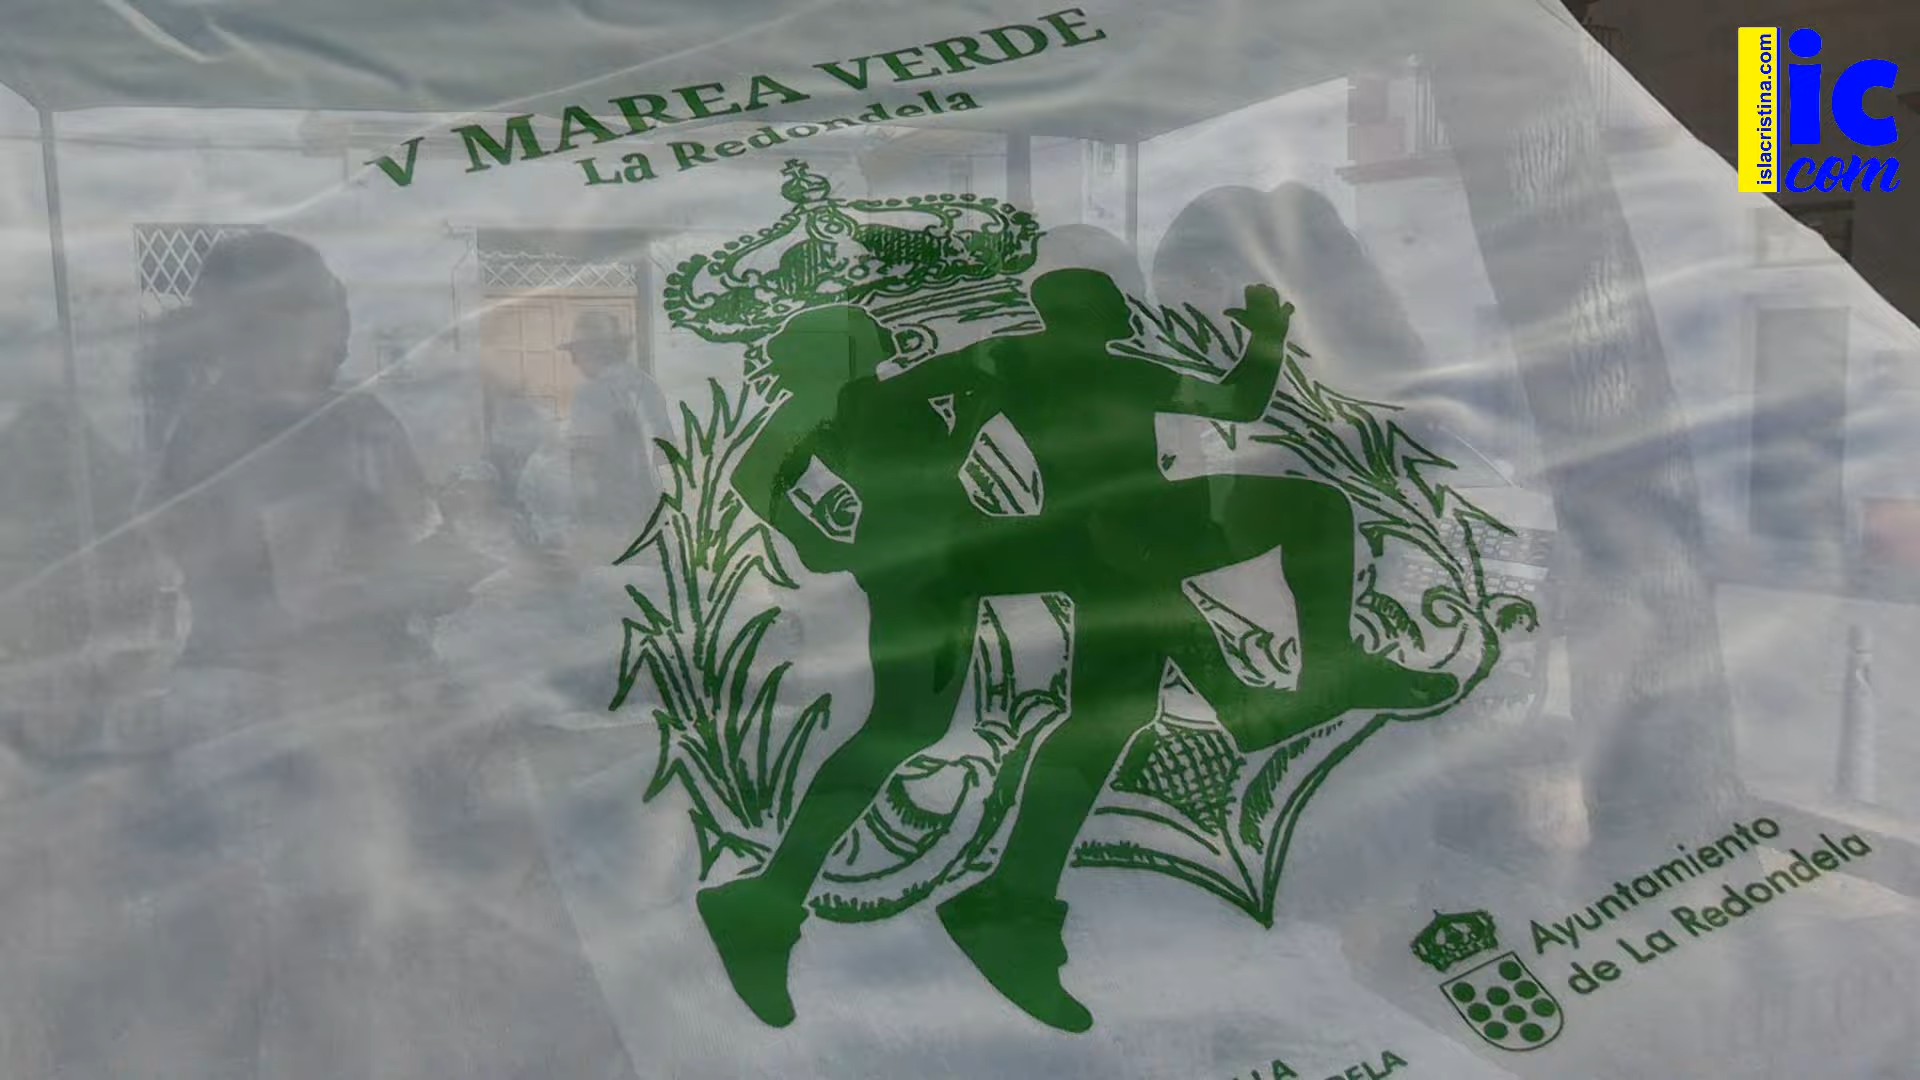 V MAREA VERDE
La Redondela
islacristina.com
ic
com
Ayuntamiento
de La Redondela